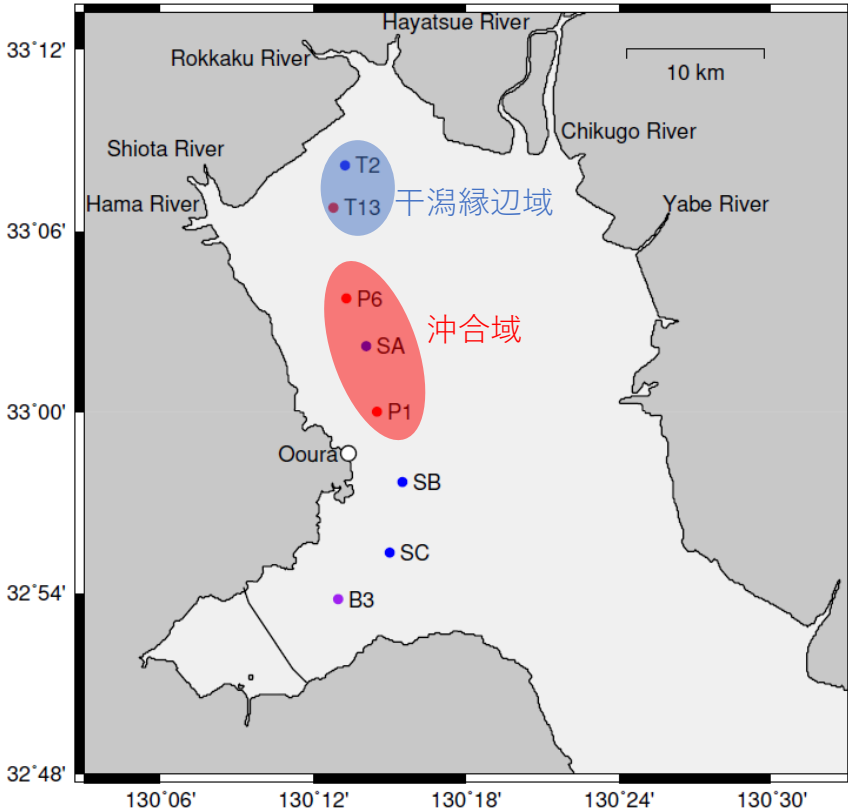 Hayatsue River
33°12'
Rokkaku River
10 km
Chikugo River
Shiota River
T2
Hama River
T13
干潟縁辺域
Yabe River
33°06'
P6
沖合域
SA
33°00'
P1
Ooura
SB
SC
32°54'
B3
32°48'
130°06'
130°12'
130°18'
130°24'
130°30'